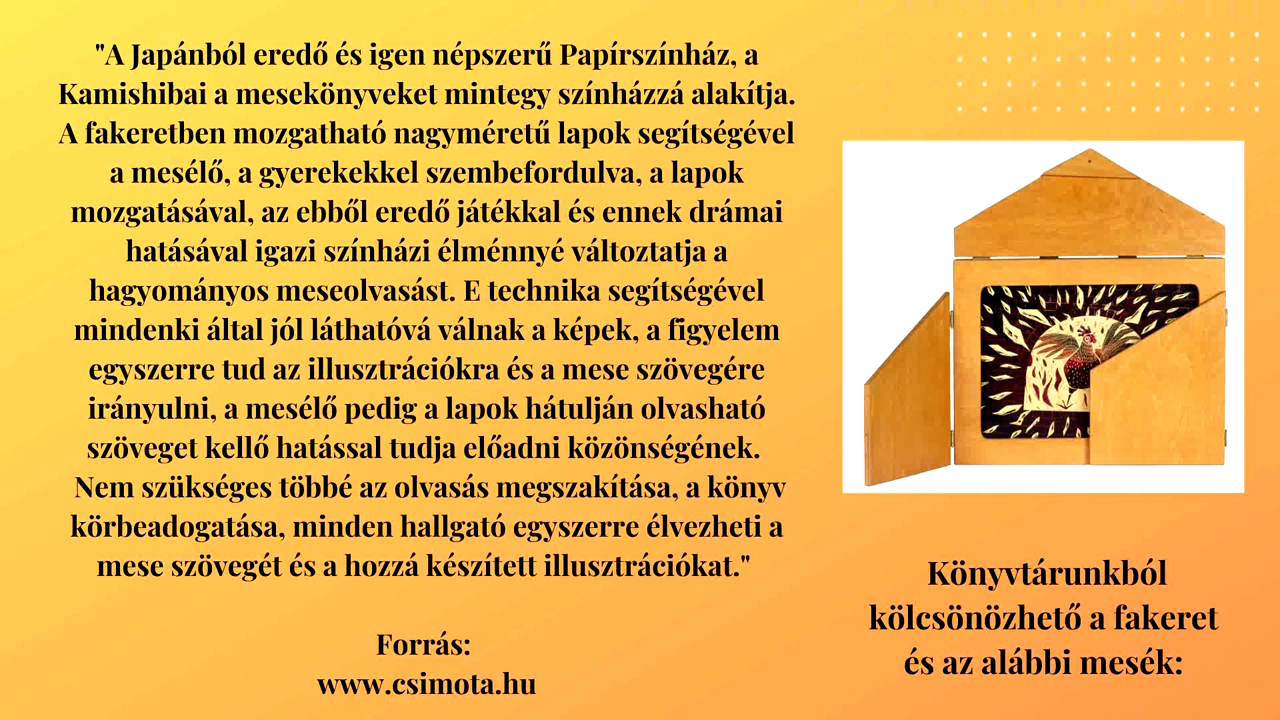 "A Japánból eredő és igen népszerű Papírszínház, a
Kamishibai a mesekönyveket mintegy színházzá alakítja.
A fakeretben mozgatható nagyméretű lapok segítségével
a mesélő, a gyerekekkel szembefordulva, a lapok
mozgatásával, az ebből eredő játékkal és ennek drámai
hatásával igazi színházi élménnyé változtatja a
hagyományos meseolvasást. E technika segítségével
mindenki által jól láthatóvá válnak a képek, a figyelem
egyszerre tud az illusztrációkra és a mese szövegére
irányulni, a mesélő pedig a lapok hátulján olvasható
szöveget kellő hatással tudja előadni közönségének.
Nem szükséges többé az olvasás megszakítása, a könyv
körbeadogatása, minden hallgató egyszerre élvezheti a
mese szövegét és a hozzá készített illusztrációkat."
Forrás:
www.csimota.hu
Könyvtárunkból
kölcsönözhető a fakeret
és az alábbi mesék: